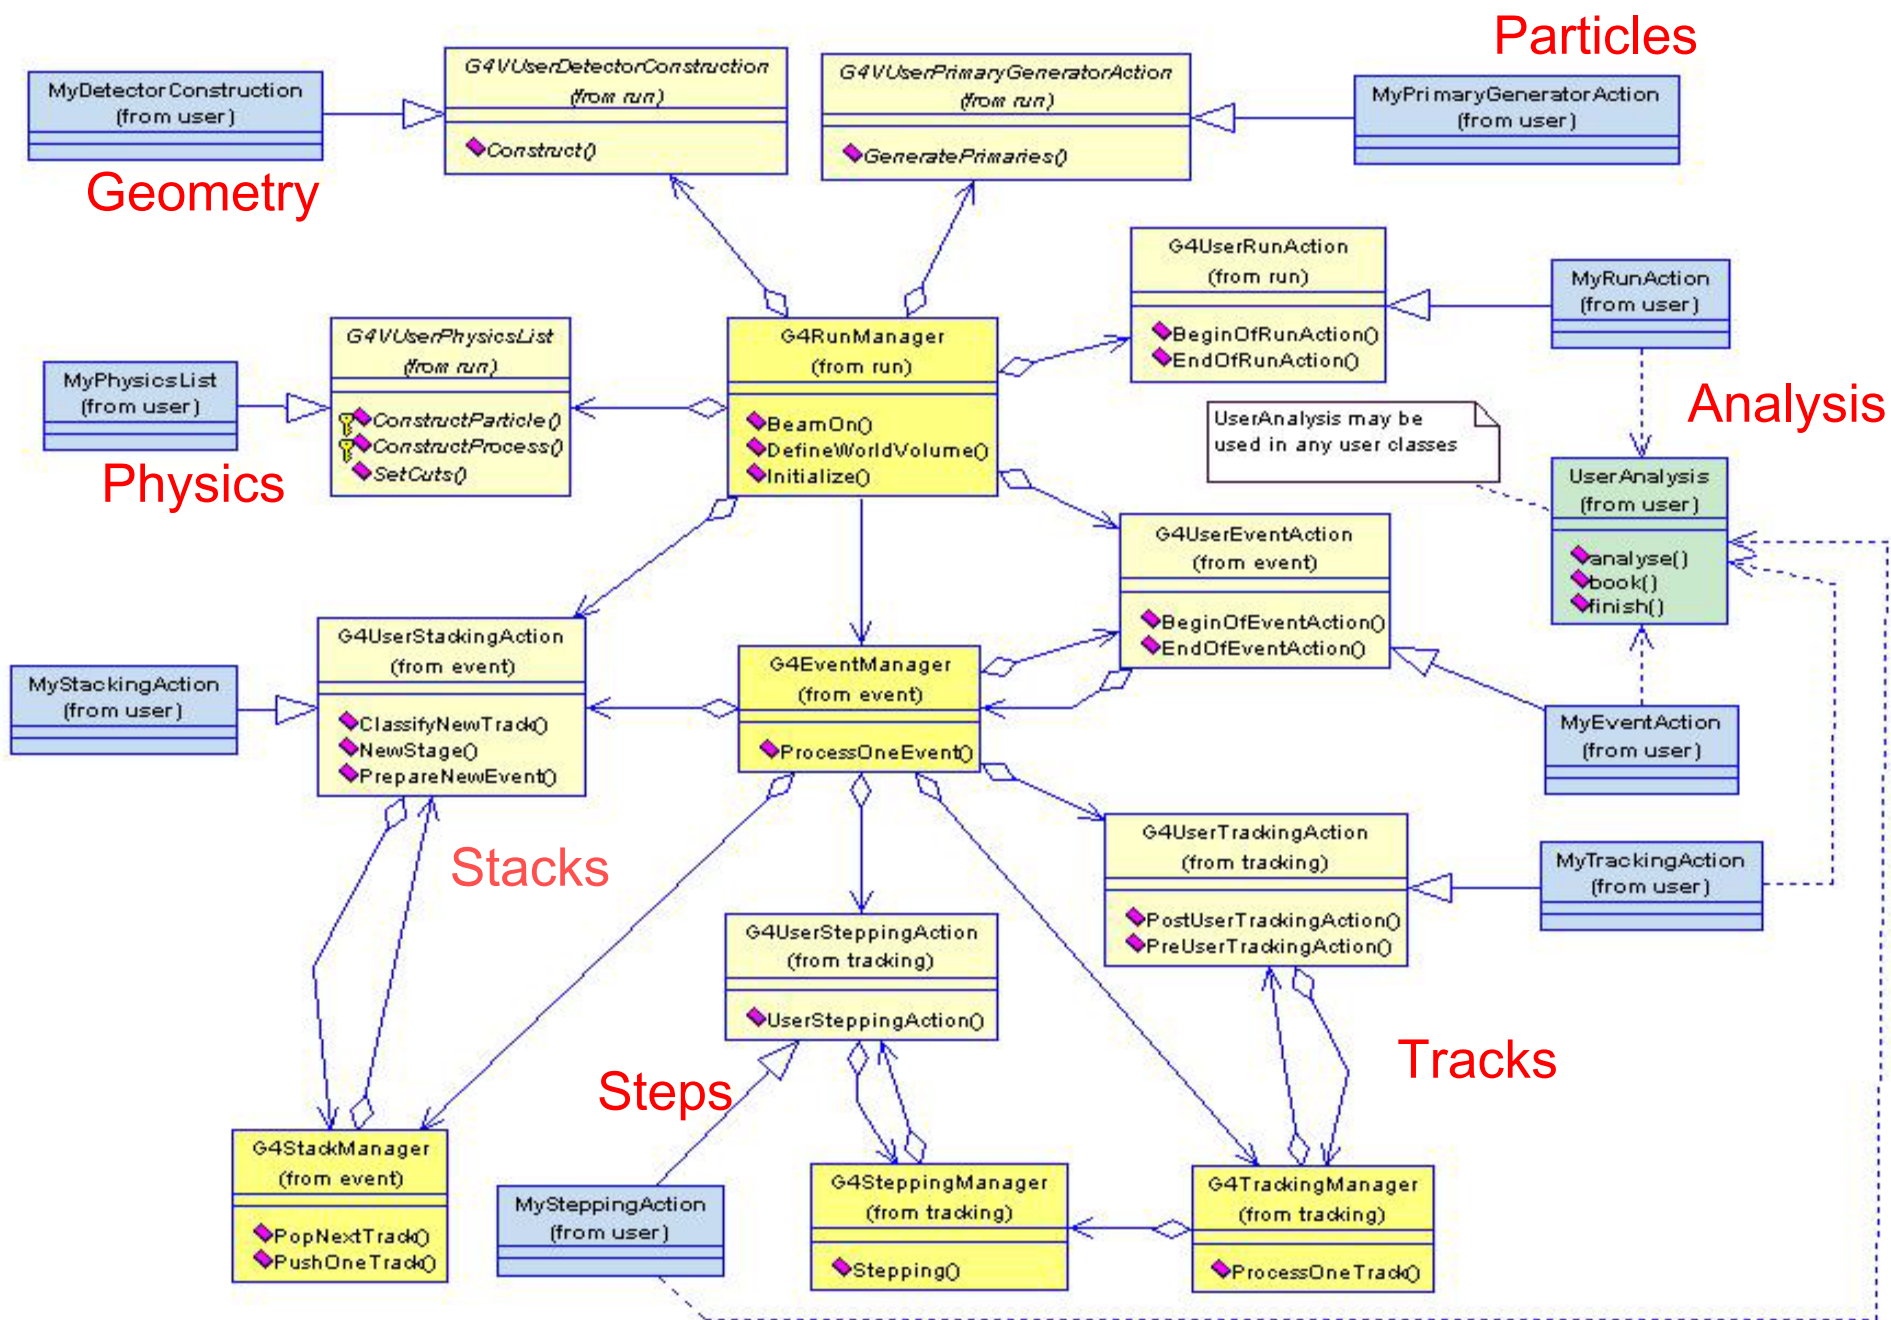 Particles
G4VUserDetectorConstruction
(from run)
Construct()
G4VUserPrimaryGeneratorAction
(from run)
GeneratePrimaries()
MyDetectorConstruction
(from user)
Geometry
MyPrimaryGeneratorAction
(from user)
G4UserRunAction
(from run)
BeginOfRunAction()
EndOfRunAction()
MyRunAction
(from user)
G4VUserPhysicsList
(from run)
ConstructParticle()
ConstructProcess()
SetCuts()
G4RunManager
(from run)
BeamOn()
DefineWorldVolume()
Initialize()
MyPhysicsList
(from user)
Physics
Analysis
UserAnalysis may be
used in any user classes
UserAnalysis
(from user)
analyse()
book()
finish()
G4UserEventAction
(from event)
BeginOfEventAction()
EndOfEventAction()
G4UserStackingAction
(from event)
ClassifyNewTrack()
NewStage()
PrepareNewEvent()
MyStackingAction
(from user)
G4EventManager
(from event)
ProcessOneEvent()
MyEventAction
(from user)
Stacks
G4UserTrackingAction
(from tracking)
PostUserTrackingAction()
PreUserTrackingAction()
MyTrackingAction
(from user)
G4UserSteppingAction
(from tracking)
UserSteppingAction()
Steps
Tracks
G4StackManager
(from event)
PopNextTrack()
PushOneTrack()
MySteppingAction
(from user)
G4SteppingManager
(from tracking)
Stepping()
G4TrackingManager
(from tracking)
ProcessOneTrack()